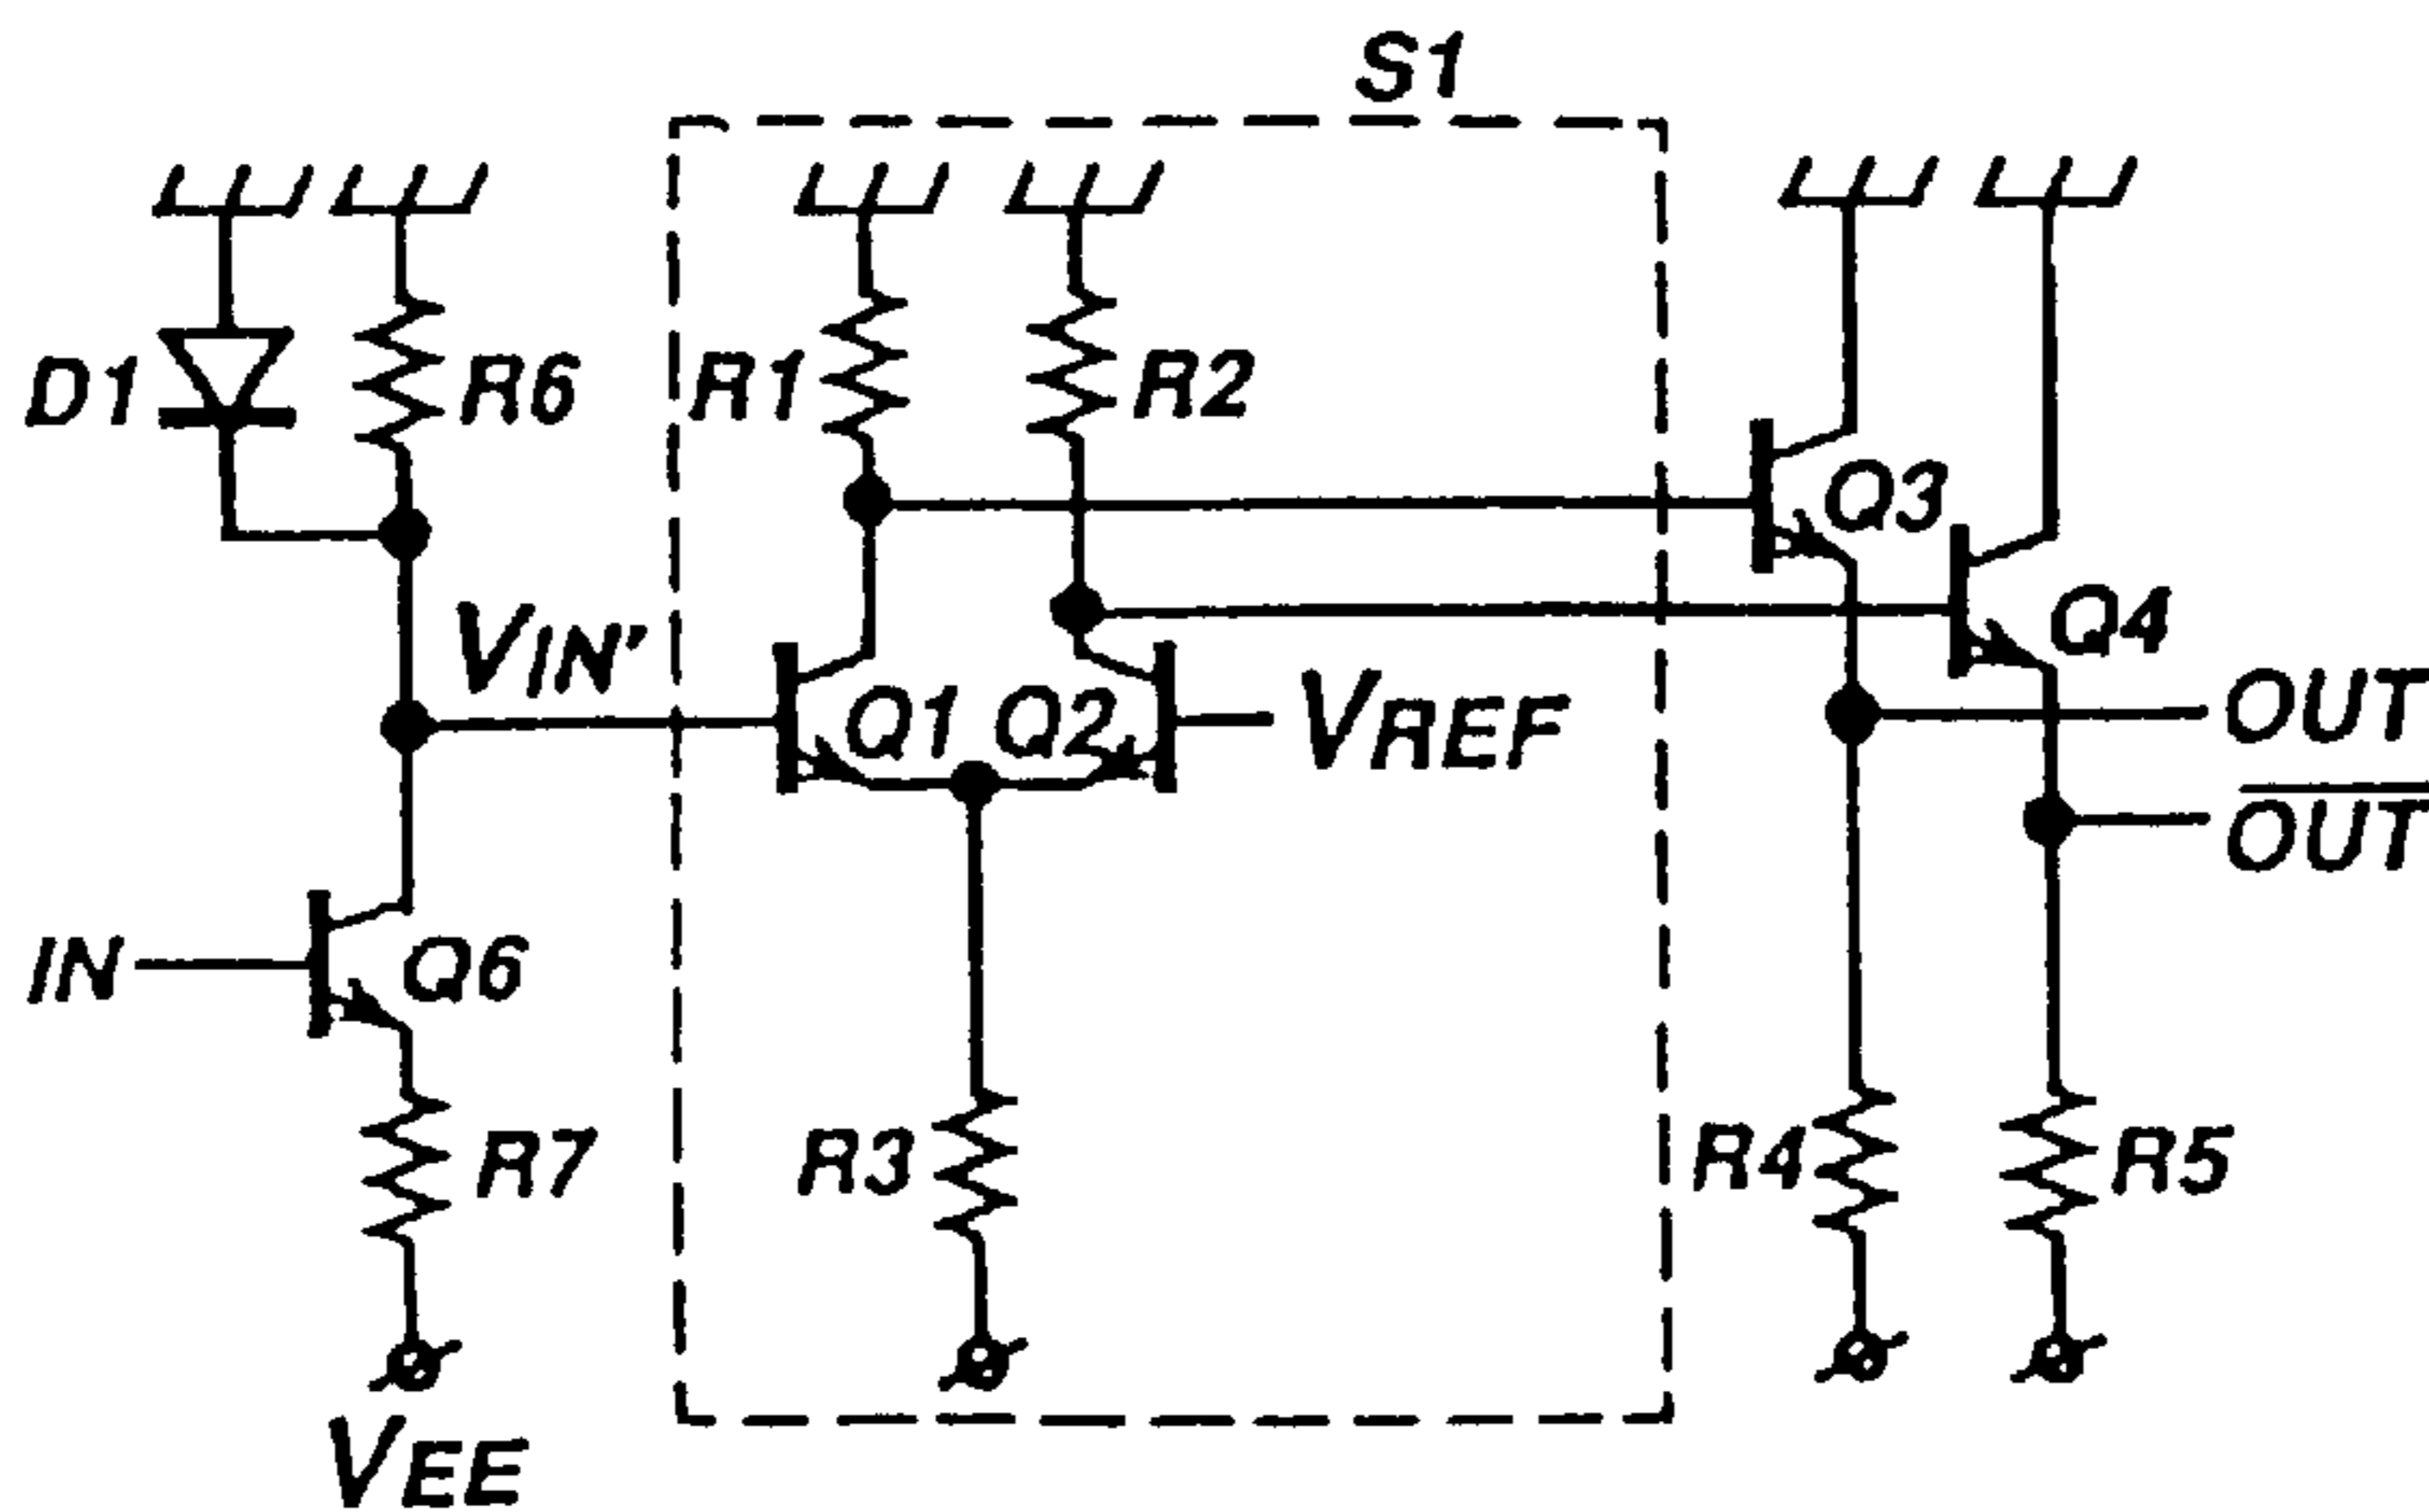 S1
D1
R6
R1
R2
Q3
Q4
VIN'
Q1
Q2
VREF
OUT
OUT
IN
Q6
R7
R3
R4
R5
VEE